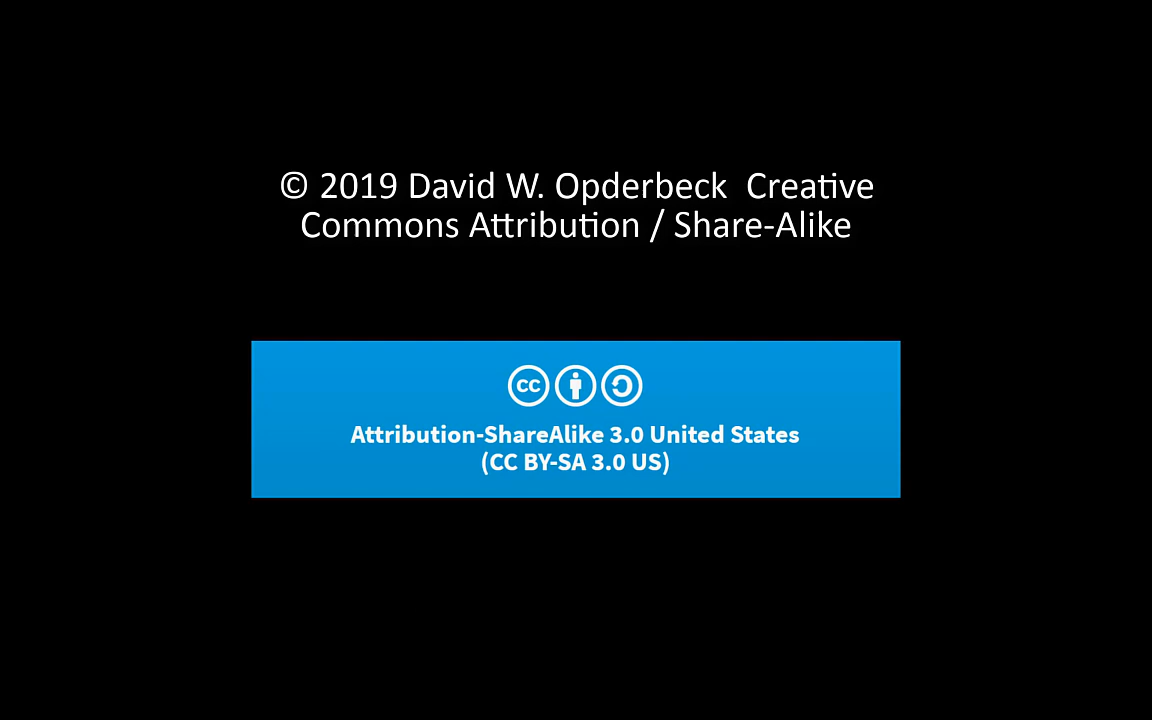 © 2019 David W. Opderbeck  Creative
Commons Attribution / Share-Alike
cc
Attribution-ShareAlike 3.0 United States
(CC BY-SA 3.0 US)